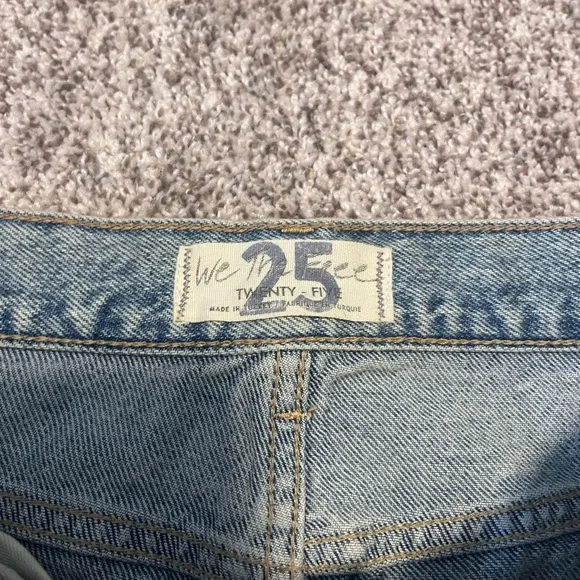 We The Free
25
TWENTY - FIVE
MADE IN TURKEY / FABRIQUÉ EN TURQUIE